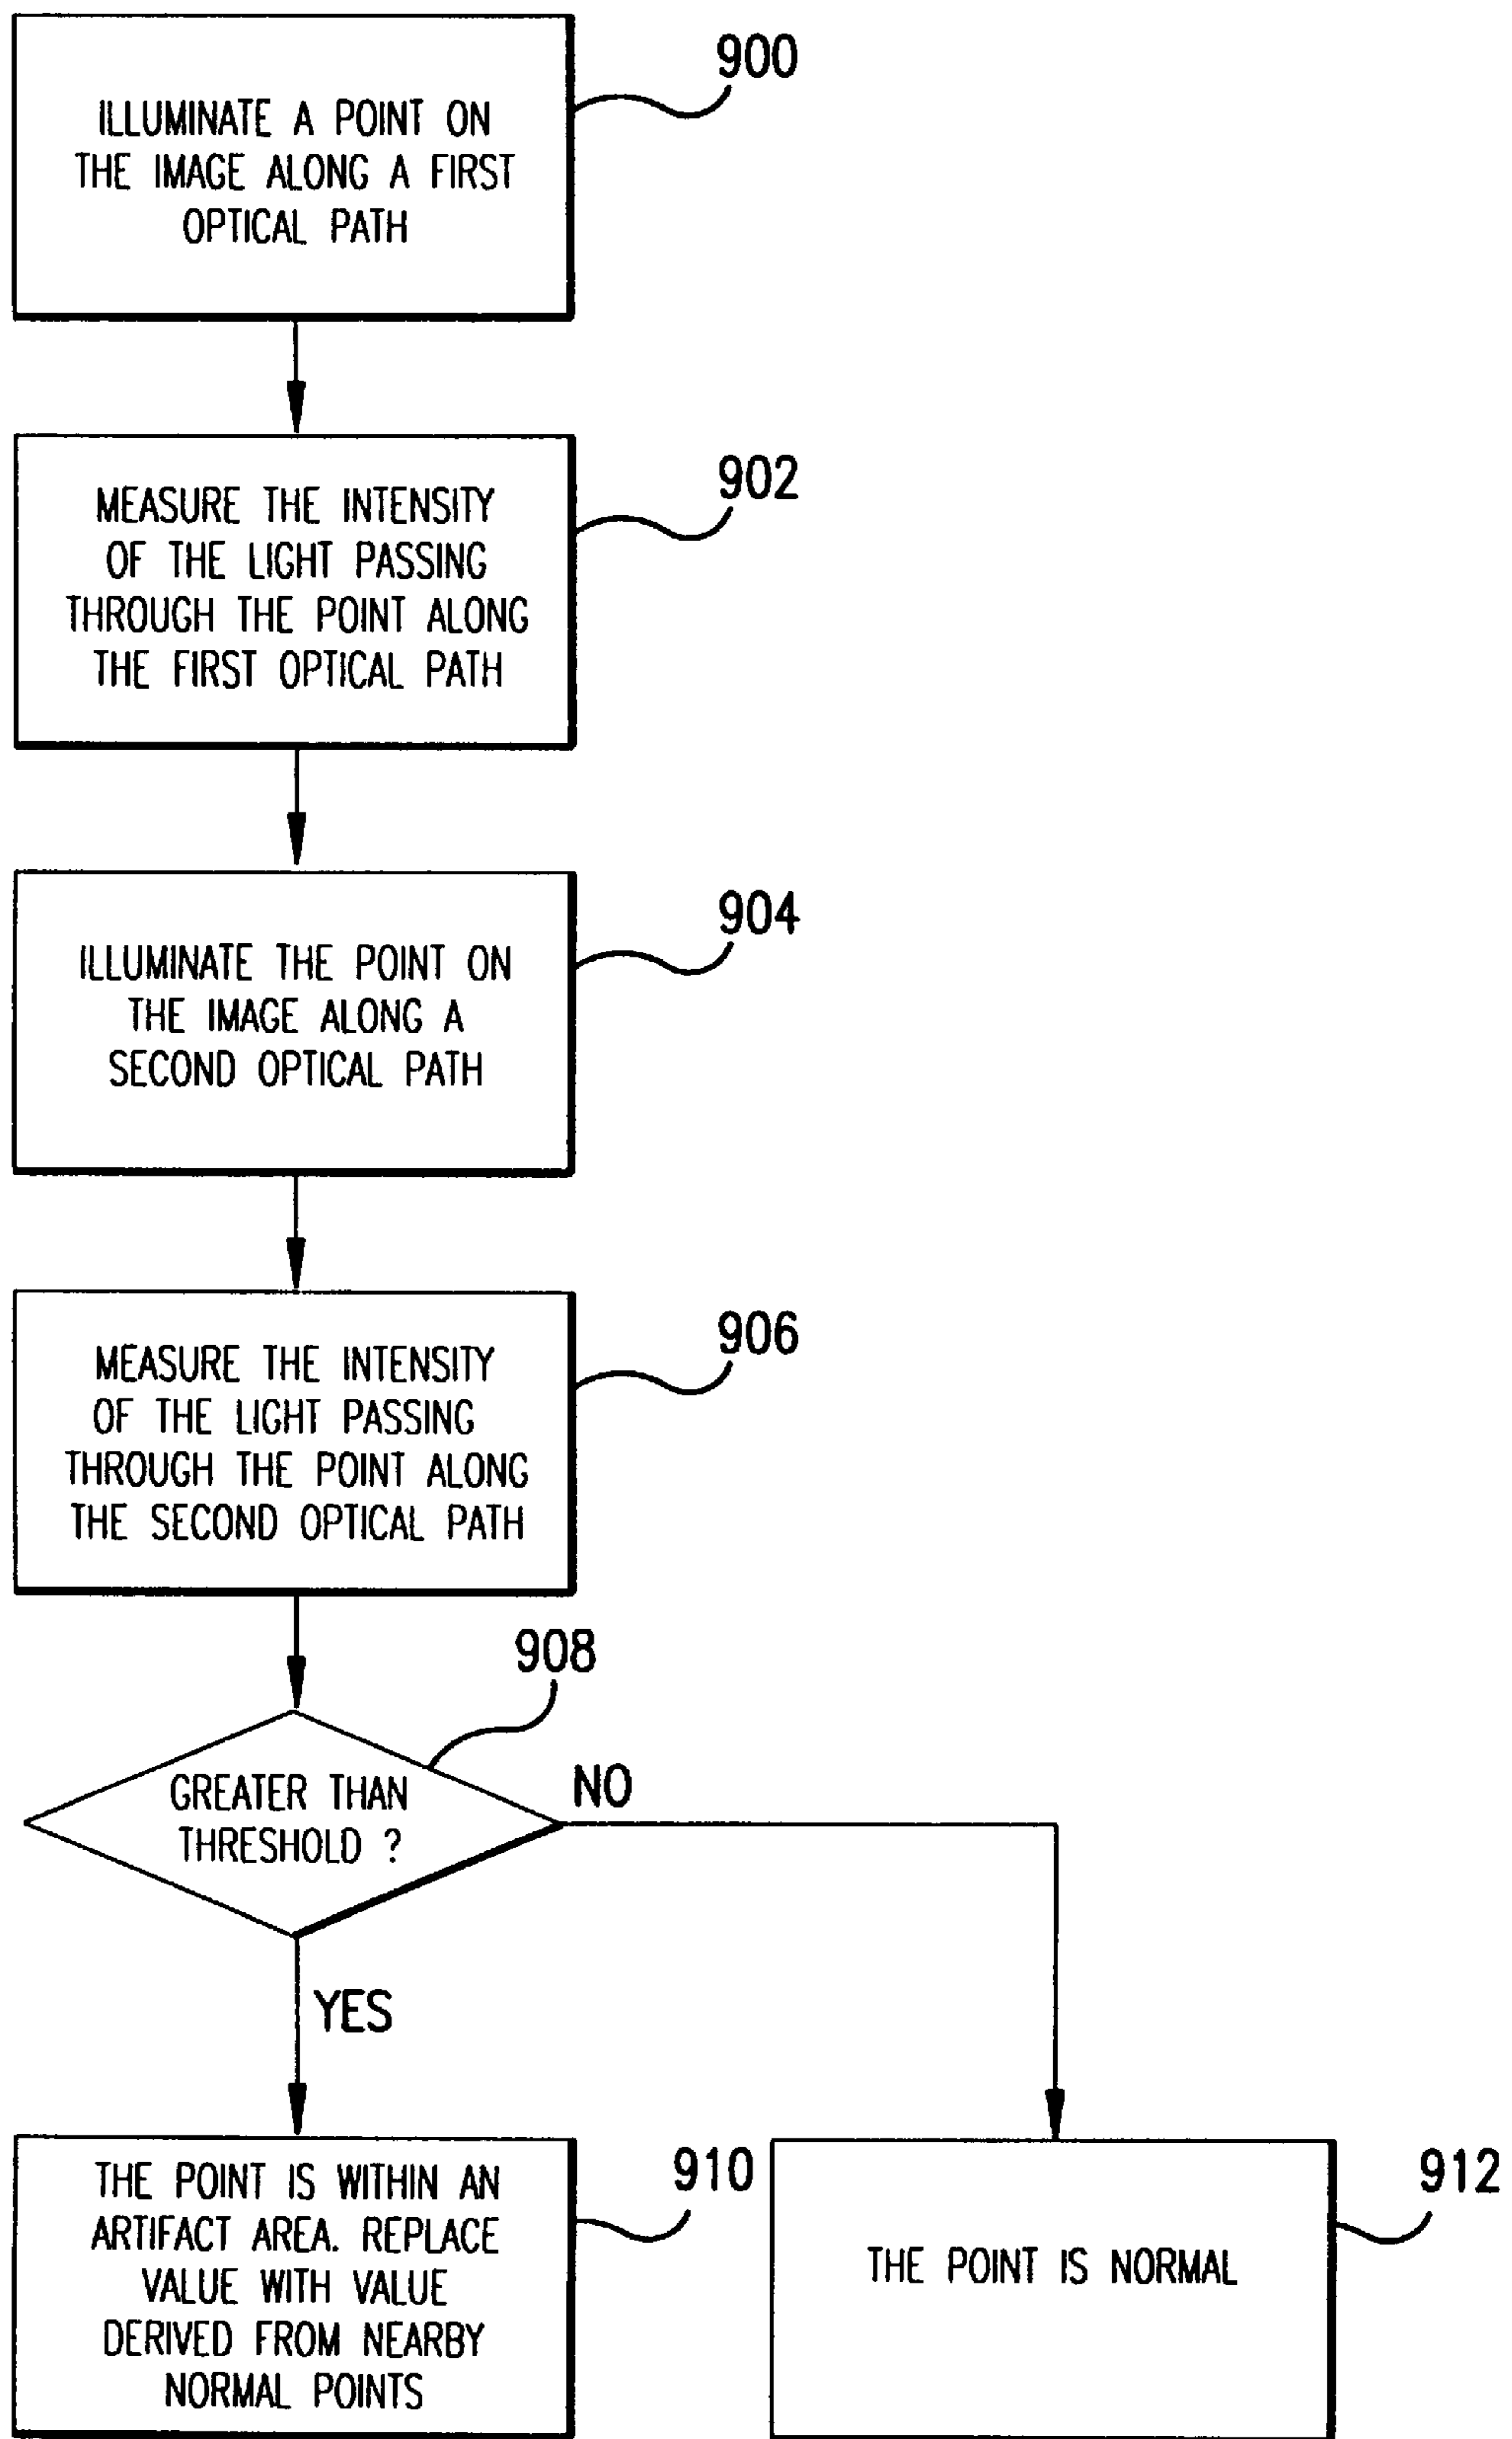 900
ILLUMINATE A POINT ON
THE IMAGE ALONG A FIRST
OPTICAL PATH
902
MEASURE THE INTENSITY
OF THE LIGHT PASSING
THROUGH THE POINT ALONG
THE FIRST OPTICAL PATH
904
ILLUMINATE THE POINT ON
THE IMAGE ALONG A
SECOND OPTICAL PATH
906
MEASURE THE INTENSITY
OF THE LIGHT PASSING
THROUGH THE POINT ALONG
THE SECOND OPTICAL PATH
908
GREATER THAN
THRESHOLD ?
NO
YES
910
THE POINT IS WITHIN AN
ARTIFACT AREA. REPLACE
VALUE WITH VALUE
DERIVED FROM NEARBY
NORMAL POINTS
912
THE POINT IS NORMAL